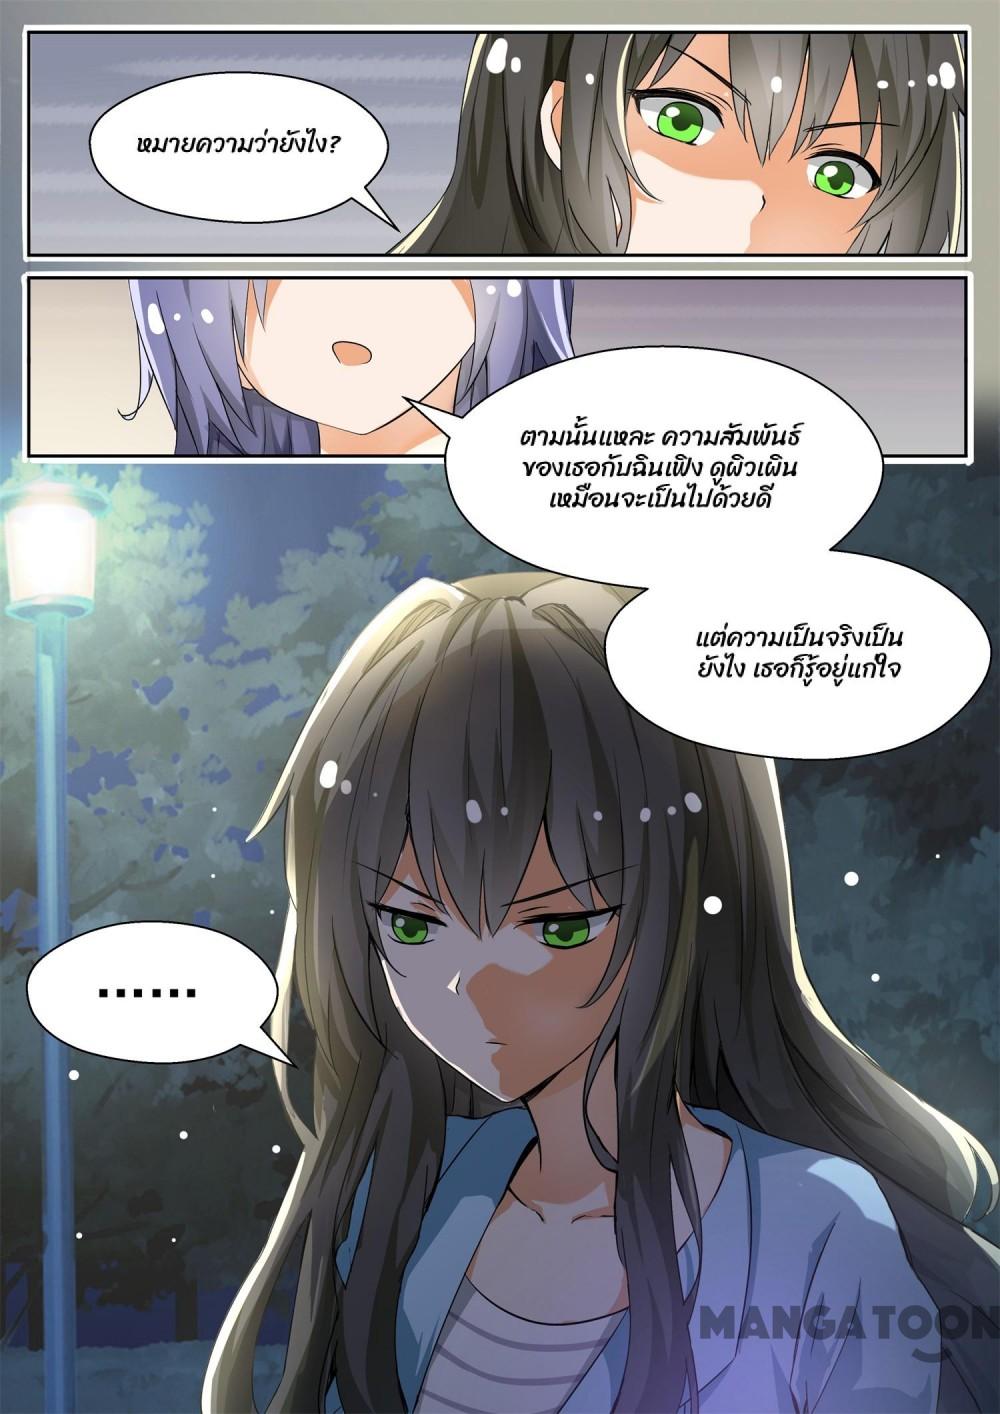 หมายความว่ายังไง?
ตามนั้นแหละ ความสัมพันธ์
ของเธอกับฉินเฟิง ดูผิวเผิน
เหมือนจะเป็นไปด้วยดี
แต่ความเป็นจริงเป็น
ยังไง เธอก็รู้อยู่แก่ใจ
......
MANGATOON